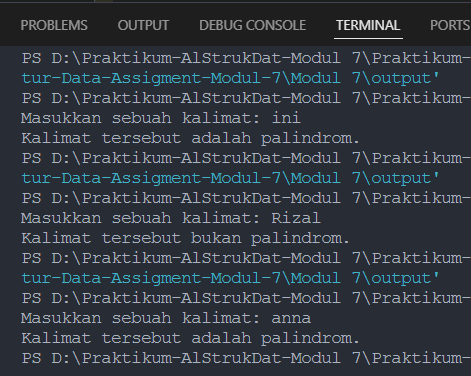 PROBLEMS OUTPUT DEBUG CONSOLE TERMINAL PORTS
PS D:\Praktikum-AlStrukDat-Modul 7\Praktikum-
tur-Data-Assigment-Modul-7\Modul 7\output'
PS D:\Praktikum-AlStrukDat-Modul 7\Praktikum-
Masukkan sebuah kalimat: ini
Kalimat tersebut adalah palindrom.
PS D:\Praktikum-AlStrukDat-Modul 7\Praktikum-
tur-Data-Assigment-Modul-7\Modul 7\output'
PS D:\Praktikum-AlStrukDat-Modul 7\Praktikum-
Masukkan sebuah kalimat: Rizal
Kalimat tersebut bukan palindrom.
PS D:\Praktikum-AlStrukDat-Modul 7\Praktikum-
tur-Data-Assigment-Modul-7\Modul 7\output'
PS D:\Praktikum-AlStrukDat-Modul 7\Praktikum-
Masukkan sebuah kalimat: anna
Kalimat tersebut adalah palindrom.
PS D:\Praktikum-AlStrukDat-Modul 7\Praktikum-